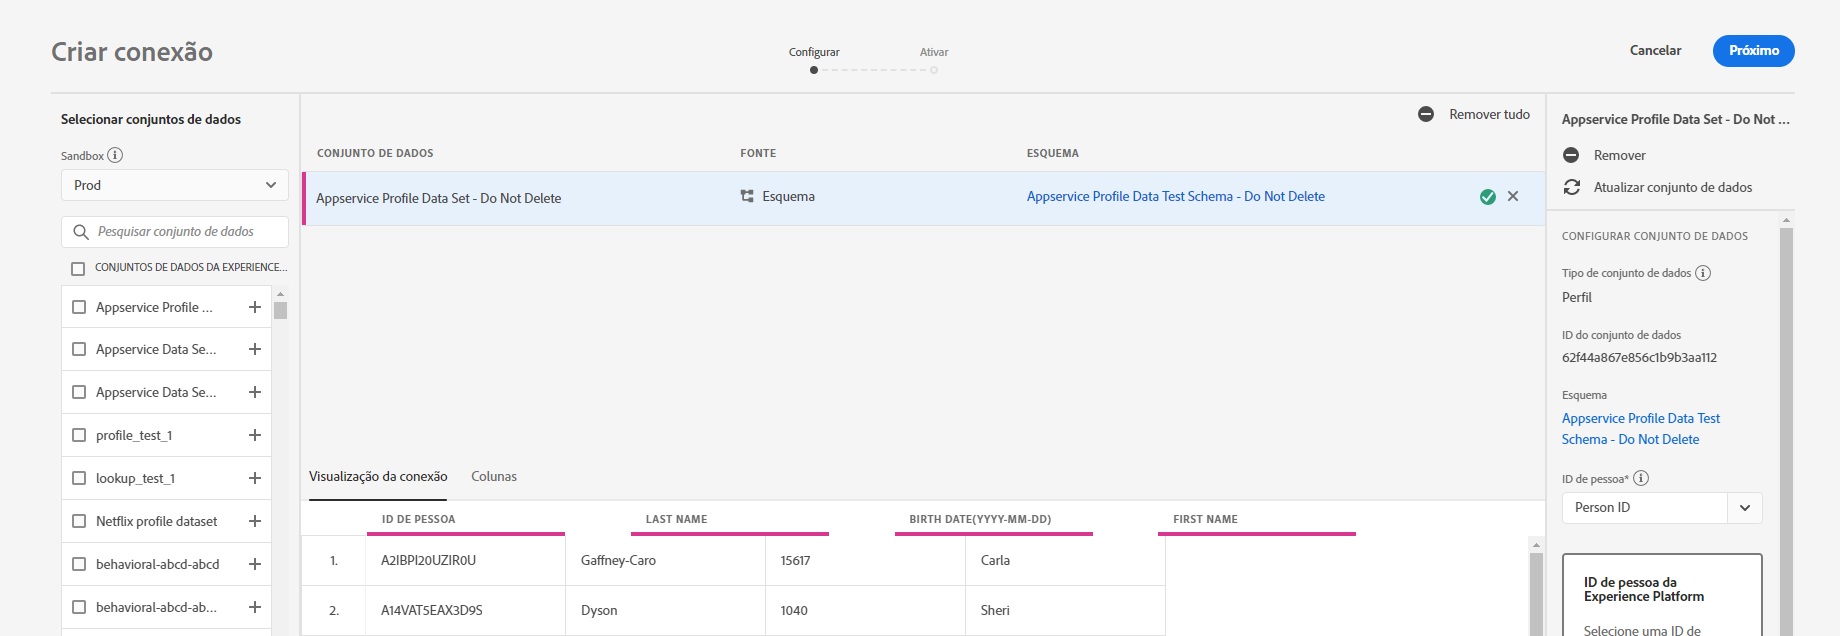 Criar conexão
Configurar
Ativar
Cancelar
Próximo
Selecionar conjuntos de dados
Sandbox
Prod
Pesquisar conjunto de dados
CONJUNTOS DE DADOS DA EXPERIENCE...
Appservice Profile ...
Appservice Data Se...
Appservice Data Se...
profile_test_1
lookup_test_1
Netflix profile dataset
behavioral-abcd-abcd
behavioral-abcd-ab...
Remover tudo
CONJUNTO DE DADOS
FONTE
ESQUEMA
Appservice Profile Data Set - Do Not Delete
Esquema
Appservice Profile Data Test Schema - Do Not Delete
Visualização da conexão
Colunas
ID DE PESSOA
LAST NAME
BIRTH DATE(YYYY-MM-DD)
FIRST NAME
1. A2IBPI20UZIR0U Gaffney-Caro 15617 Carla
2. A14VAT5EAX3D9S Dyson 1040 Sheri
Appservice Profile Data Set - Do Not ...
Remover
Atualizar conjunto de dados
CONFIGURAR CONJUNTO DE DADOS
Tipo de conjunto de dados
Perfil
ID do conjunto de dados
62f44a867e856c1b9b3aa112
Esquema
Appservice Profile Data Test
Schema - Do Not Delete
ID de pessoa*
Person ID
ID de pessoa da
Experience Platform
Selecione uma ID de